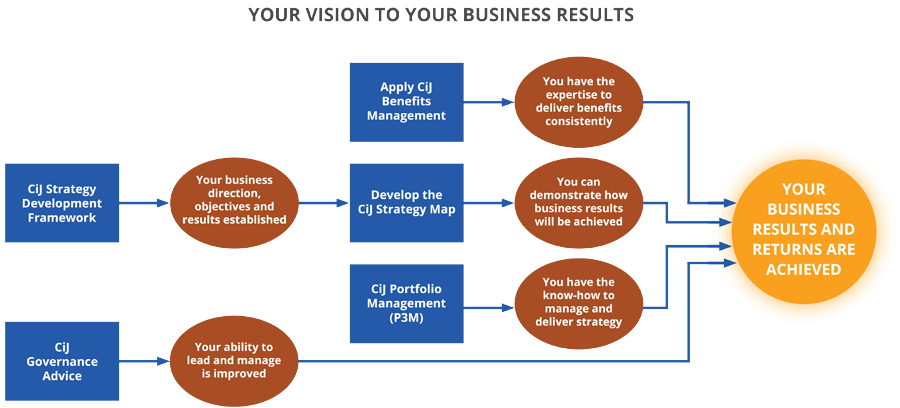 YOUR VISION TO YOUR BUSINESS RESULTS
Apply CiJ
Benefits
Management
You have the
expertise to
deliver benefits
consistently
CiJ Strategy
Development
Framework
Your business
direction,
objectives and
results established
Develop the
CiJ Strategy Map
You can
demonstrate how
business results
will be achieved
YOUR
BUSINESS
RESULTS AND
RETURNS ARE
ACHIEVED
CiJ Portfolio
Management
(P3M)
You have the
know-how to
manage and
deliver strategy
CiJ
Governance
Advice
Your ability to
lead and manage
is improved